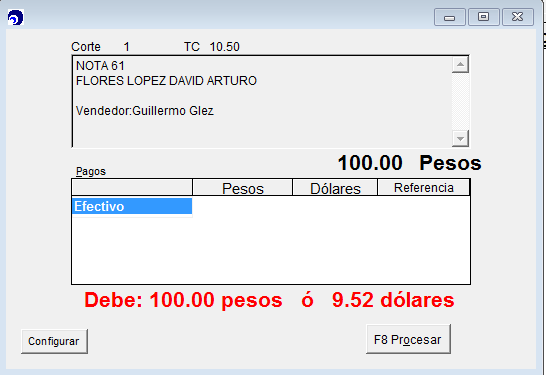 Corte 1 TC 10.50
NOTA 61
FLORES LOPEZ DAVID ARTURO
Vendedor:Guillermo Glez
100.00 Pesos
Pagos
Pesos Dólares Referencia
Efectivo
Debe: 100.00 pesos ó 9.52 dólares
Configurar F8 Procesar